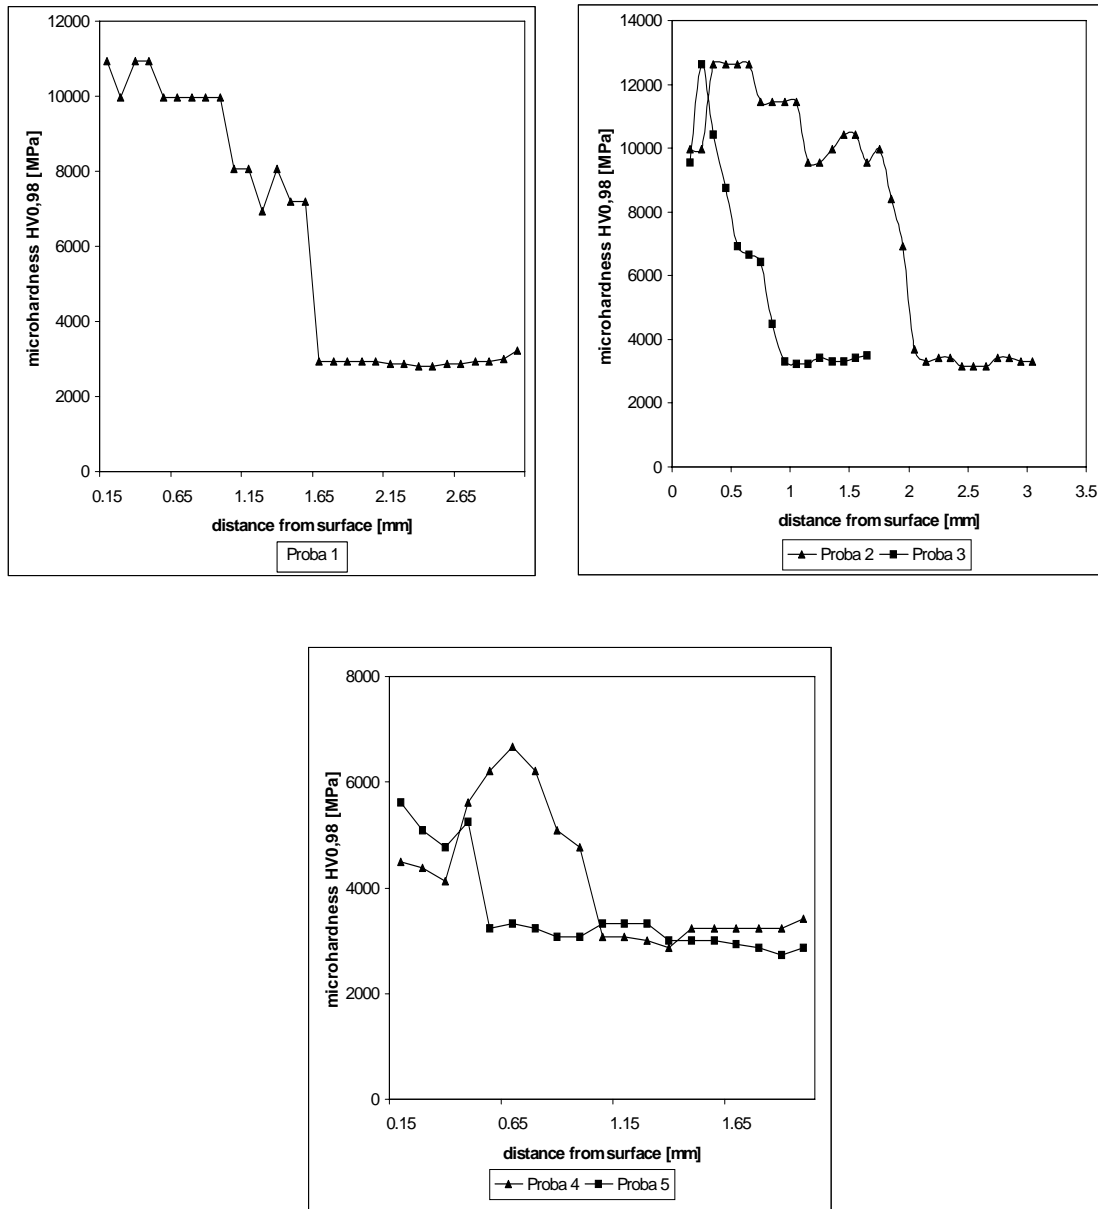 12000
10000
8000
6000
4000
2000
0
microhardness HV0,98 [MPa]
0.15 0.65 1.15 1.65 2.15 2.65
distance from surface [mm]
Proba 1
14000
12000
10000
8000
6000
4000
2000
0
microhardness HV0,98 [MPa]
0 0.5 1 1.5 2 2.5 3 3.5
distance from surface [mm]
Proba 2 Proba 3
8000
6000
4000
2000
0
microhardness HV0,98 [MPa]
0.15 0.65 1.15 1.65
distance from surface [mm]
Proba 4 Proba 5